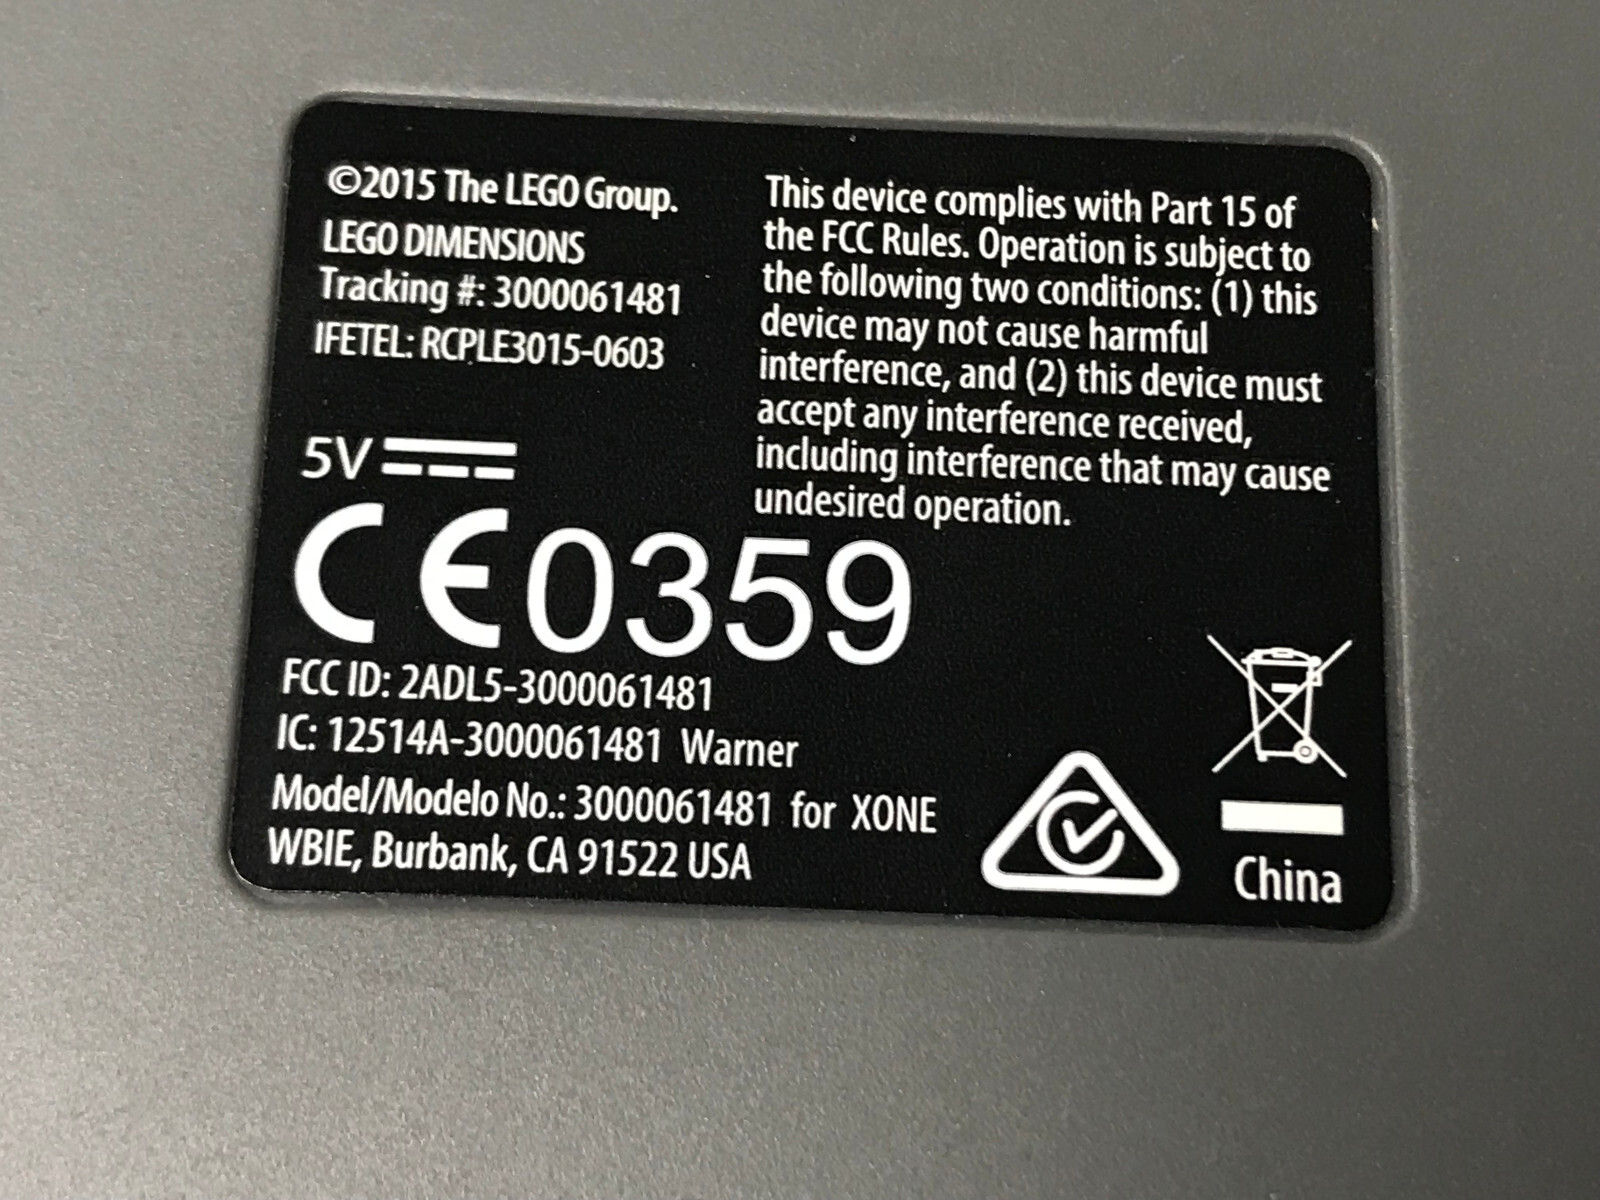 ©2015 The LEGO Group.
LEGO DIMENSIONS
Tracking #: 3000061481
IFETEL: RCPLE3015-0603
5V
CE0359
FCC ID: 2ADL5-3000061481
IC: 12514A-3000061481 Warner
Model/Modelo No.: 3000061481 for XONE
WBIE, Burbank, CA 91522 USA
This device complies with Part 15 of
the FCC Rules. Operation is subject to
the following two conditions: (1) this
device may not cause harmful
interference, and (2) this device must
accept any interference received,
including interference that may cause
undesired operation.
China